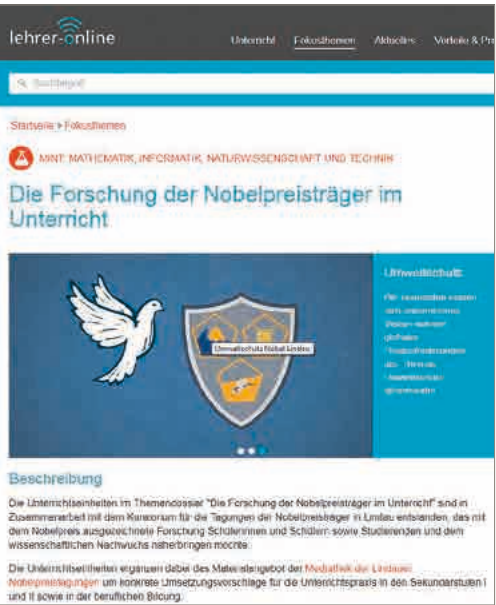 lehrer-online
Unterricht Fokusthemen Aktuelles Vorteile & Pr
Suchbegriff
Startseite ▸ Fokusthemen
MINT: MATHEMATIK, INFORMATIK, NATURWISSENSCHAFT UND TECHNIK
Die Forschung der Nobelpreisträger im
Unterricht
Umweltschutz
Umweltschutz Nobel Lindau
Beschreibung
Die Unterrichtseinheiten im Themendossier "Die Forschung der Nobelpreisträger im Unterricht" sind in
Zusammenarbeit mit dem Kuratorium für die Tagungen der Nobelpreisträger in Lindau entstanden, das mit
dem Nobelpreis ausgezeichnete Forschung Schülerinnen und Schülern sowie Studierenden und dem
wissenschaftlichen Nachwuchs näherbringen möchte.
Die Unterrichtseinheiten ergänzen dabei das Materialangebot der Mediathek der Lindauer
Nobelpreisträgertagungen um konkrete Umsetzungsvorschläge für die Unterrichtspraxis in den Sekundarstufen I
und II sowie in der beruflichen Bildung.